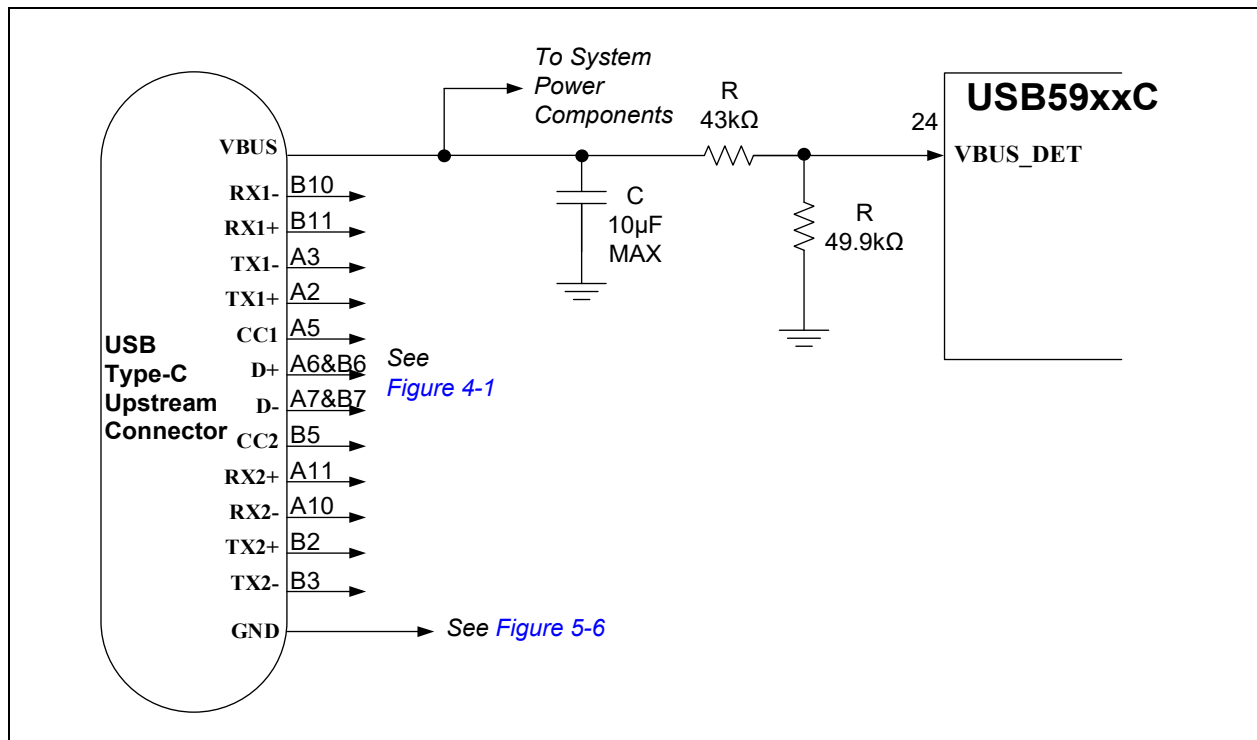 To System
Power
Components
R
43kΩ
USB59xxC
24
VBUS_DET
VBUS
RX1- B10
RX1+ B11
TX1- A3
TX1+ A2
CC1 A5
D+ A6&B6
D- A7&B7
CC2 B5
RX2+ A11
RX2- A10
TX2+ B2
TX2- B3
GND
C
10µF
MAX
R
49.9kΩ
USB
Type-C
Upstream
Connector
See
Figure 4-1
See Figure 5-6